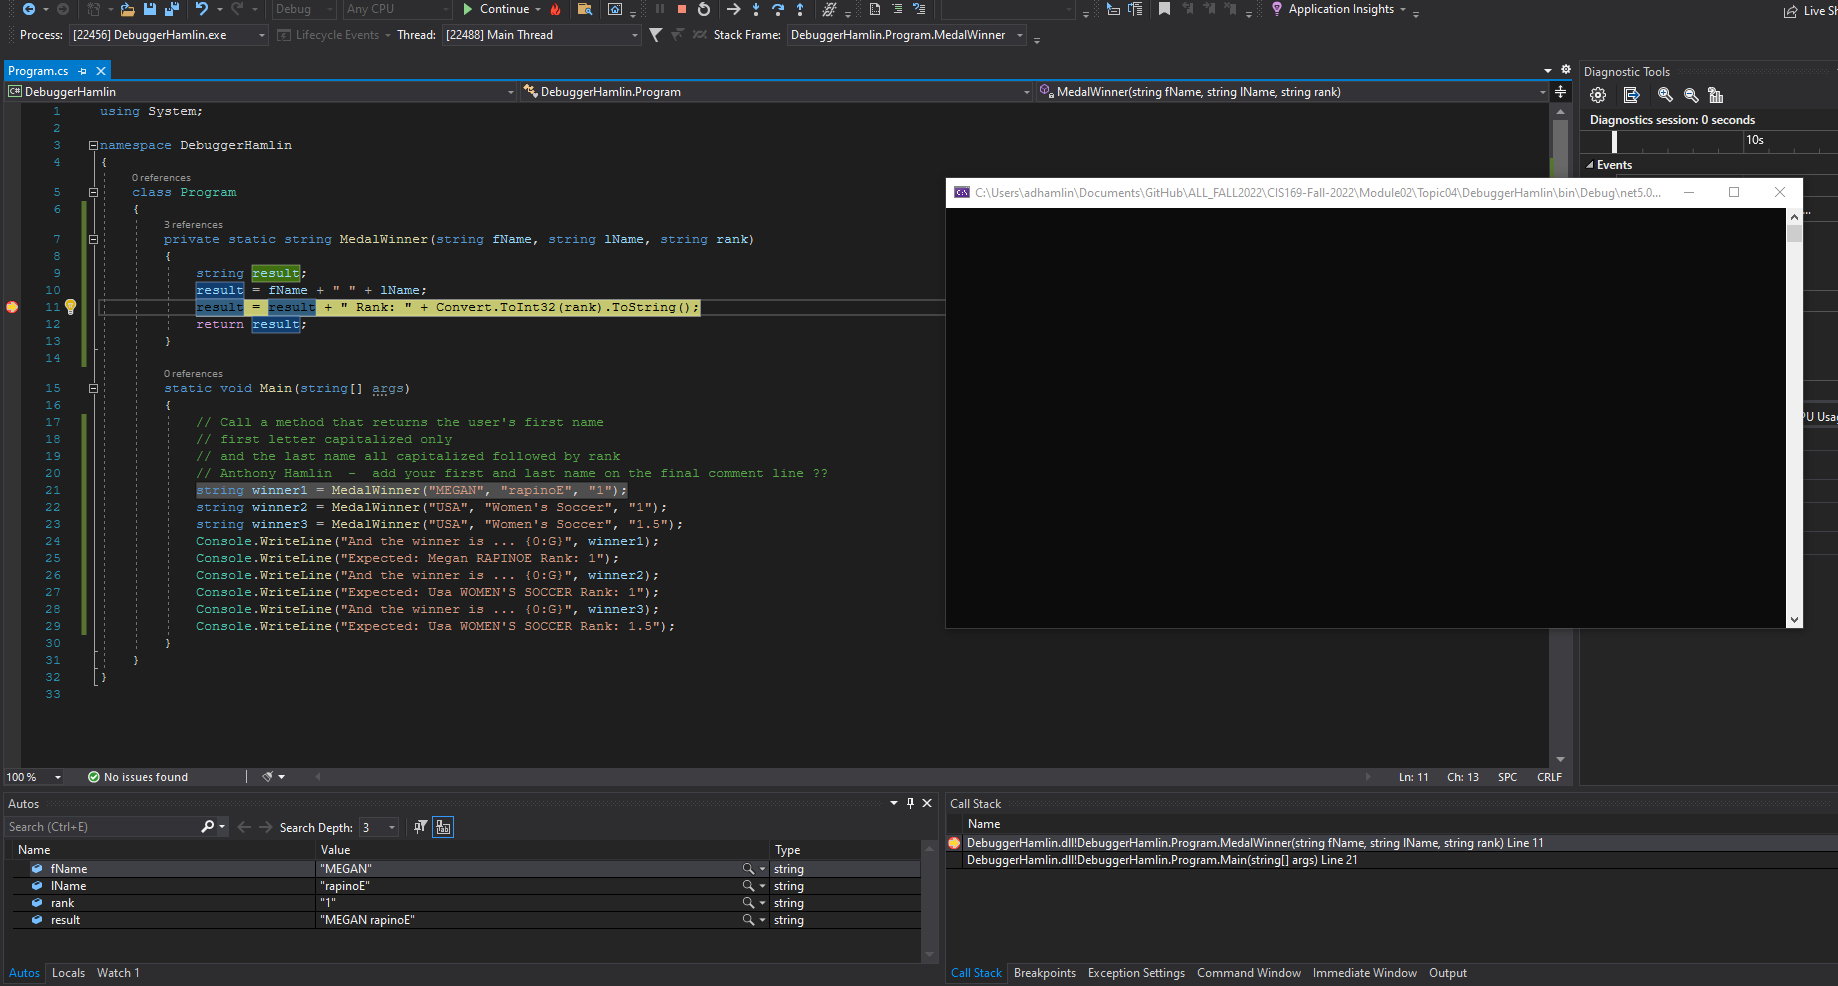 Debug
Any CPU
Continue
Application Insights
Live Sh
Process:
[22456] DebuggerHamlin.exe
Lifecycle Events
Thread:
[22488] Main Thread
Stack Frame:
DebuggerHamlin.Program.MedalWinner
Program.cs
DebuggerHamlin
DebuggerHamlin.Program
MedalWinner(string fName, string lName, string rank)
1 using System;
2
3 namespace DebuggerHamlin
4 {
0 references
5 class Program
6 {
3 references
7 private static string MedalWinner(string fName, string lName, string rank)
8 {
9 string result;
10 result = fName + " " + lName;
11 result = result + " Rank: " + Convert.ToInt32(rank).ToString();
12 return result;
13 }
14
0 references
15 static void Main(string[] args)
16 {
17 // Call a method that returns the user's first name
18 // first letter capitalized only
19 // and the last name all capitalized followed by rank
20 // Anthony Hamlin - add your first and last name on the final comment line ??
21 string winner1 = MedalWinner("MEGAN", "rapinoE", "1");
22 string winner2 = MedalWinner("USA", "Women's Soccer", "1");
23 string winner3 = MedalWinner("USA", "Women's Soccer", "1.5");
24 Console.WriteLine("And the winner is ... {0:G}", winner1);
25 Console.WriteLine("Expected: Megan RAPINOE Rank: 1");
26 Console.WriteLine("And the winner is ... {0:G}", winner2);
27 Console.WriteLine("Expected: Usa WOMEN'S SOCCER Rank: 1");
28 Console.WriteLine("And the winner is ... {0:G}", winner3);
29 Console.WriteLine("Expected: Usa WOMEN'S SOCCER Rank: 1.5");
30 }
31 }
32 }
33
100 %
No issues found
Ln: 11
Ch: 13
SPC
CRLF
Diagnostic Tools
Diagnostics session: 0 seconds
10s
Events
...
PU Usag
C:\Users\adhamlin\Documents\GitHub\ALL_FALL2022\CIS169-Fall-2022\Module02\Topic04\DebuggerHamlin\bin\Debug\net5.0...
Autos
Search (Ctrl+E)
Search Depth:
3
Name Value Type
fName "MEGAN" string
lName "rapinoE" string
rank "1" string
result "MEGAN rapinoE" string
Autos
Locals
Watch 1
Call Stack
Name
DebuggerHamlin.dll!DebuggerHamlin.Program.MedalWinner(string fName, string lName, string rank) Line 11
DebuggerHamlin.dll!DebuggerHamlin.Program.Main(string[] args) Line 21
Call Stack
Breakpoints
Exception Settings
Command Window
Immediate Window
Output